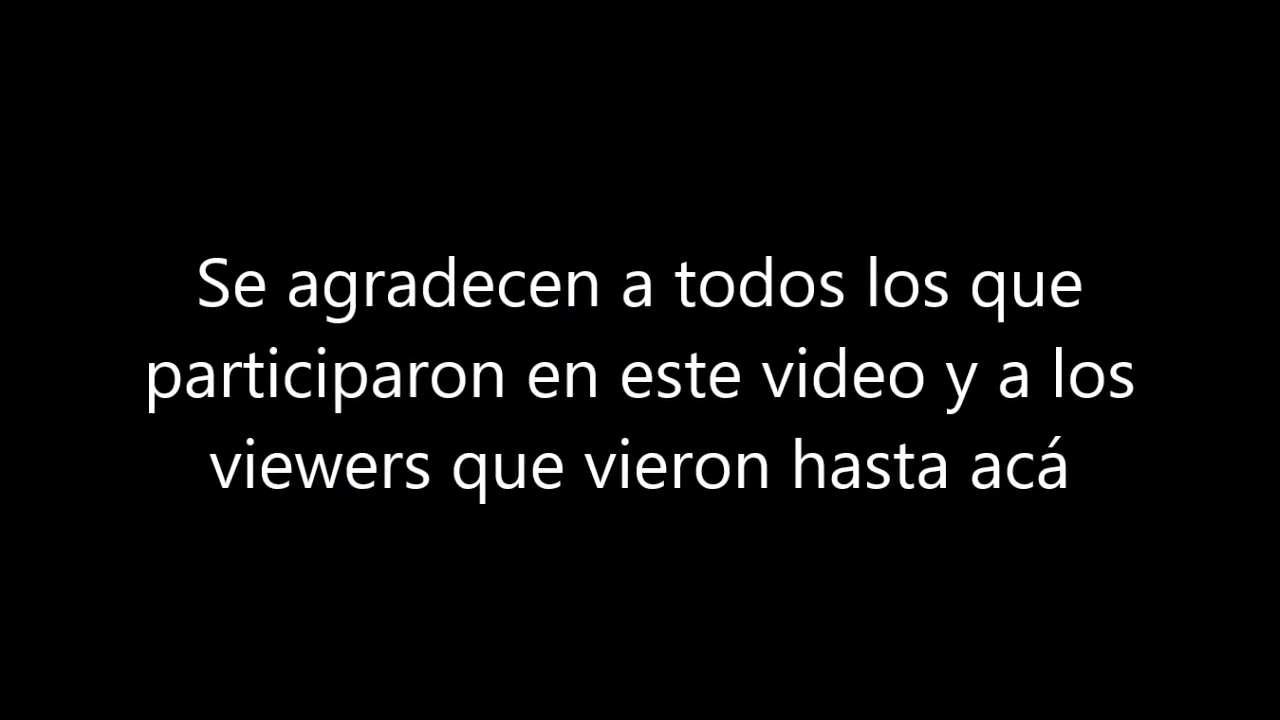 Se agradecen a todos los que
participaron en este video y a los
viewers que vieron hasta acá